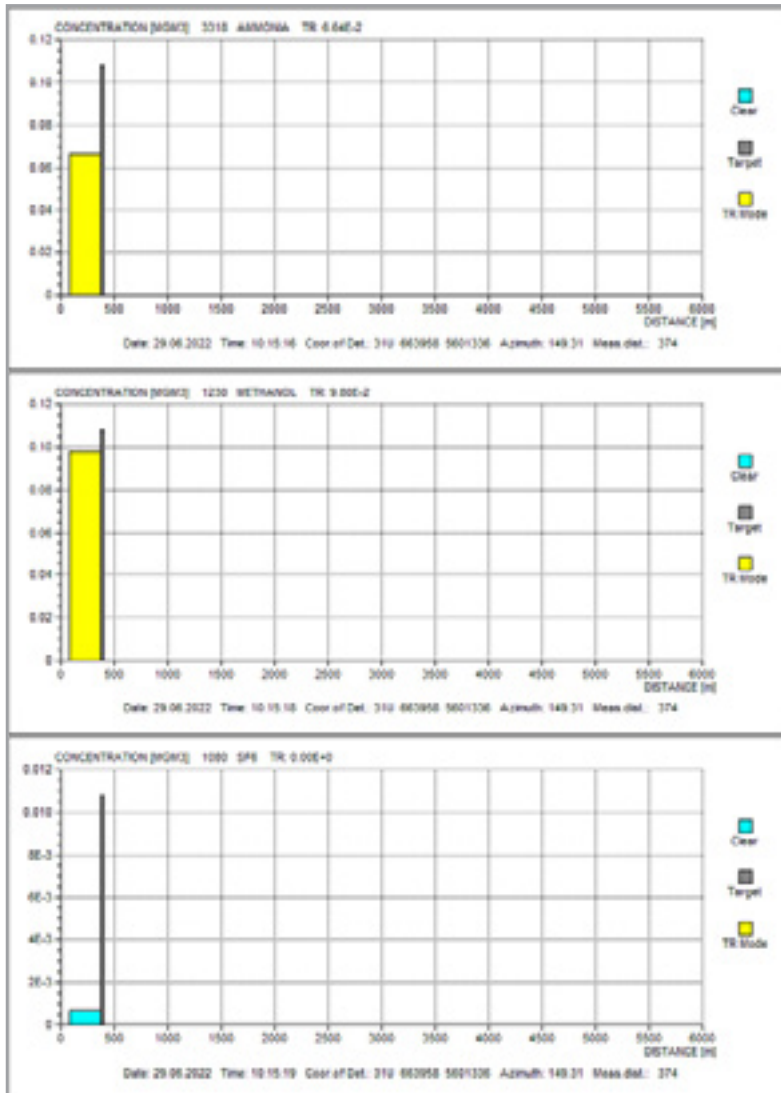 CONCENTRATION [MGM3] 3318 AMMONIA TR: 6.64E-2
0.12
0.10
0.08
0.06
0.04
0.02
0
0 500 1000 1500 2000 2500 3000 3500 4000 4500 5000 5500 6000
DISTANCE [m]
Clear
Target
TR.Mode
Date: 29.06.2022 Time: 10:15:16 Coor of Det.: 31U 663958 5601336 Azimuth: 149.31 Meas.dist.: 374
CONCENTRATION [MGM3] 1230 METHANOL TR: 9.80E-2
0.12
0.10
0.08
0.06
0.04
0.02
0
0 500 1000 1500 2000 2500 3000 3500 4000 4500 5000 5500 6000
DISTANCE [m]
Clear
Target
TR.Mode
Date: 29.06.2022 Time: 10:15:18 Coor of Det.: 31U 663958 5601336 Azimuth: 149.31 Meas.dist.: 374
CONCENTRATION [MGM3] 1080 SF6 TR: 0.00E+0
0.012
0.010
8E-3
6E-3
4E-3
2E-3
0
0 500 1000 1500 2000 2500 3000 3500 4000 4500 5000 5500 6000
DISTANCE [m]
Clear
Target
TR.Mode
Date: 29.06.2022 Time: 10:15:19 Coor of Det.: 31U 663958 5601336 Azimuth: 149.31 Meas.dist.: 374